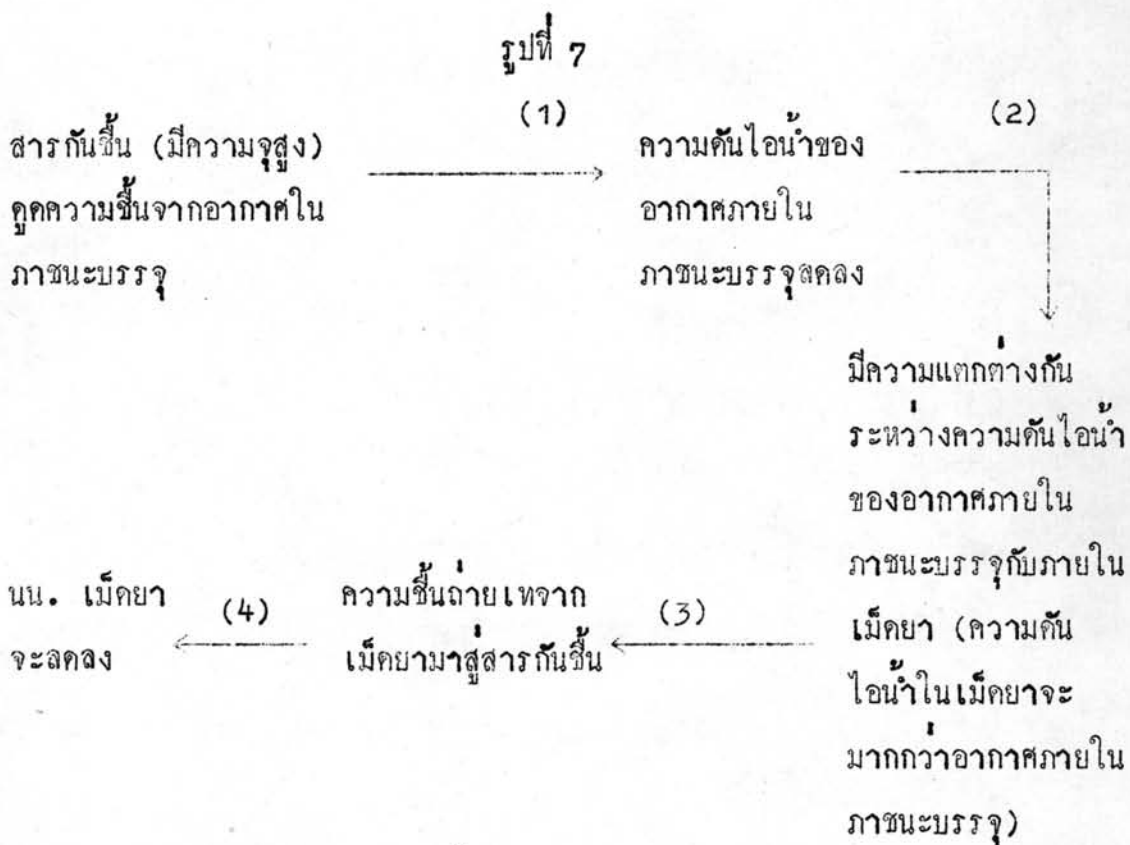 รูปที่ 7
(1)
(2)
สารกันชื้น (มีความจุสูง)
ดูดความชื้นจากอากาศใน
ภาชนะบรรจุ
ความดันไอน้ำของ
อากาศภายใน
ภาชนะบรรจุลดลง
มีความแตกต่างกัน
ระหว่างความดันไอน้ำ
ของอากาศภายใน
ภาชนะบรรจุกับภายใน
เม็ดยา (ความดัน
ไอน้ำในเม็ดยาจะ
มากกว่าอากาศภายใน
ภาชนะบรรจุ)
(3)
ความชื้นถ่ายเทจาก
เม็ดยามาสู่สารกันชื้น
(4)
นน. เม็ดยา
จะลดลง